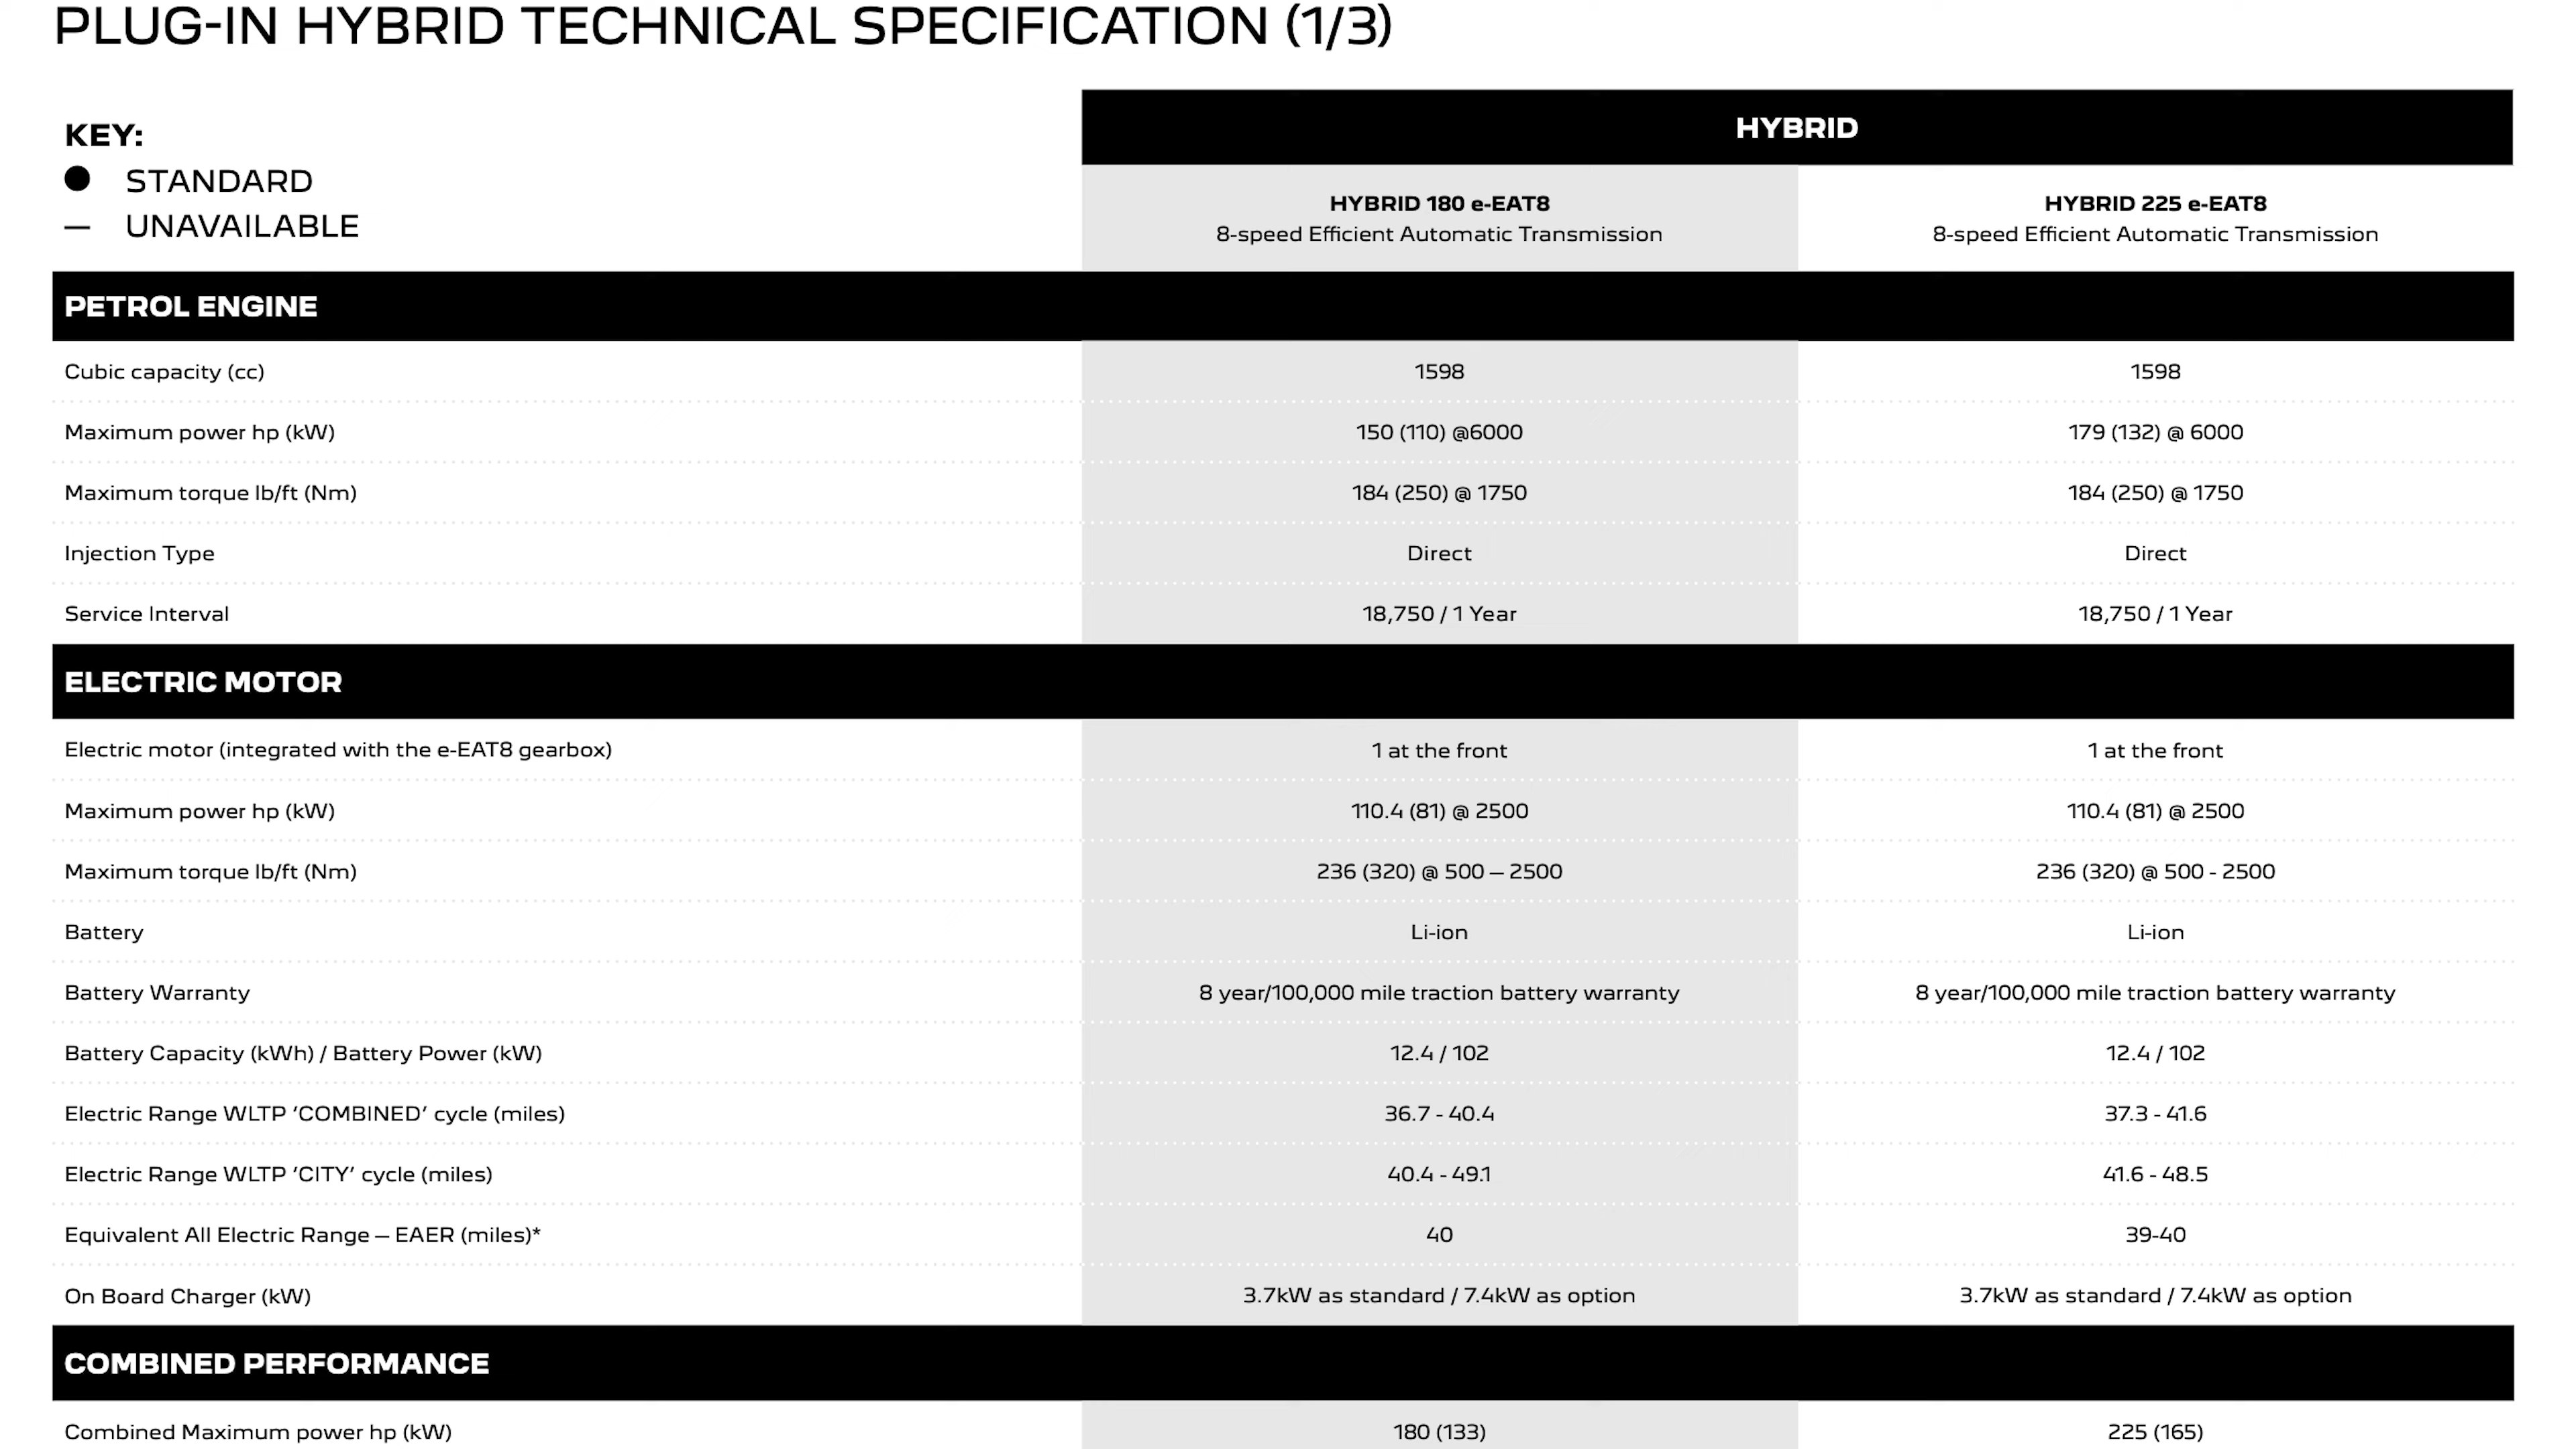 PLUG-IN HYBRID TECHNICAL SPECIFICATION (1/3)
KEY:
● STANDARD
— UNAVAILABLE
HYBRID
HYBRID 180 e-EAT8 HYBRID 225 e-EAT8
8-speed Efficient Automatic Transmission 8-speed Efficient Automatic Transmission
PETROL ENGINE
Cubic capacity (cc) 1598 1598
Maximum power hp (kW) 150 (110) @6000 179 (132) @ 6000
Maximum torque lb/ft (Nm) 184 (250) @ 1750 184 (250) @ 1750
Injection Type Direct Direct
Service Interval 18,750 / 1 Year 18,750 / 1 Year
ELECTRIC MOTOR
Electric motor (integrated with the e-EAT8 gearbox) 1 at the front 1 at the front
Maximum power hp (kW) 110.4 (81) @ 2500 110.4 (81) @ 2500
Maximum torque lb/ft (Nm) 236 (320) @ 500 – 2500 236 (320) @ 500 - 2500
Battery Li-ion Li-ion
Battery Warranty 8 year/100,000 mile traction battery warranty 8 year/100,000 mile traction battery warranty
Battery Capacity (kWh) / Battery Power (kW) 12.4 / 102 12.4 / 102
Electric Range WLTP ‘COMBINED’ cycle (miles) 36.7 - 40.4 37.3 - 41.6
Electric Range WLTP ‘CITY’ cycle (miles) 40.4 - 49.1 41.6 - 48.5
Equivalent All Electric Range – EAER (miles)* 40 39-40
On Board Charger (kW) 3.7kW as standard / 7.4kW as option 3.7kW as standard / 7.4kW as option
COMBINED PERFORMANCE
Combined Maximum power hp (kW) 180 (133) 225 (165)